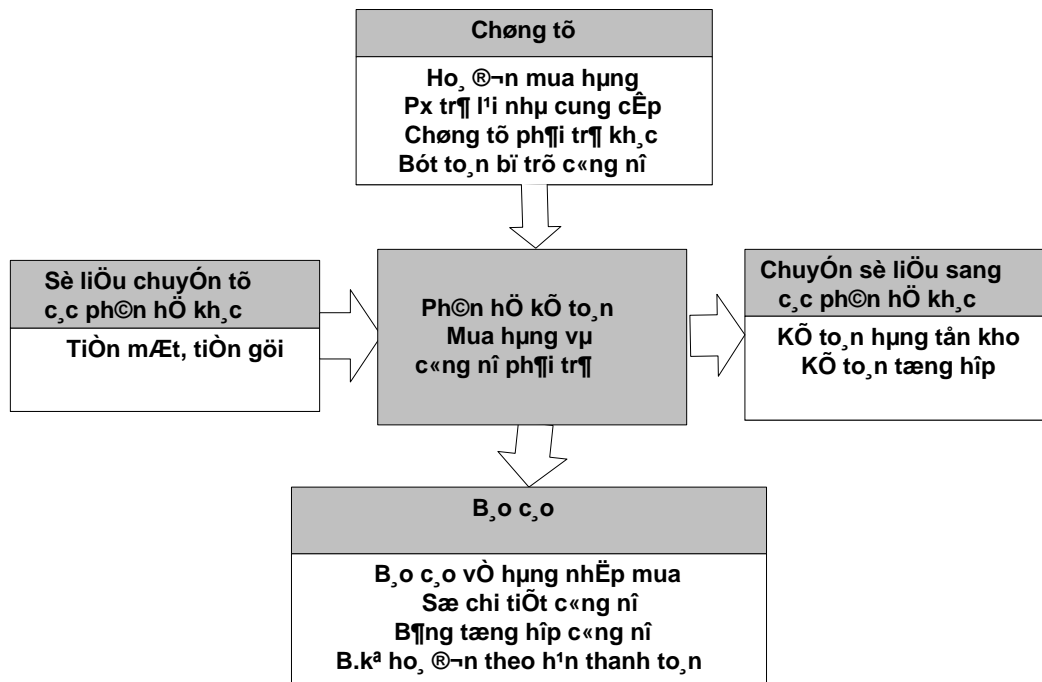 Chøng tõ
Ho¸ ®¬n mua hµng
Px tr¶ l¹i nhµ cung cÊp
Chøng tõ ph¶i tr¶ kh¸c
Bót to¸n bï trõ c«ng nî
Sè liÖu chuyÓn tõ
c¸c ph©n hÖ kh¸c
TiÒn mÆt, tiÒn göi
Ph©n hÖ kÕ to¸n
Mua hµng vµ
c«ng nî ph¶i tr¶
ChuyÓn sè liÖu sang
c¸c ph©n hÖ kh¸c
KÕ to¸n hµng tån kho
KÕ to¸n tæng hîp
B¸o c¸o
B¸o c¸o vÒ hµng nhËp mua
Sæ chi tiÕt c«ng nî
B¶ng tæng hîp c«ng nî
B.kª ho¸ ®¬n theo h¹n thanh to¸n